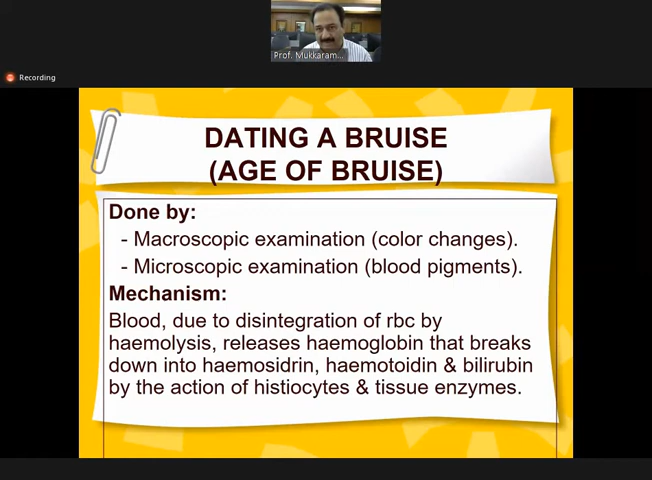 Prof. Mukkaram...
Recording
DATING A BRUISE
(AGE OF BRUISE)
Done by:
- Macroscopic examination (color changes).
- Microscopic examination (blood pigments).
Mechanism:
Blood, due to disintegration of rbc by
haemolysis, releases haemoglobin that breaks
down into haemosidrin, haemotoidin & bilirubin
by the action of histiocytes & tissue enzymes.